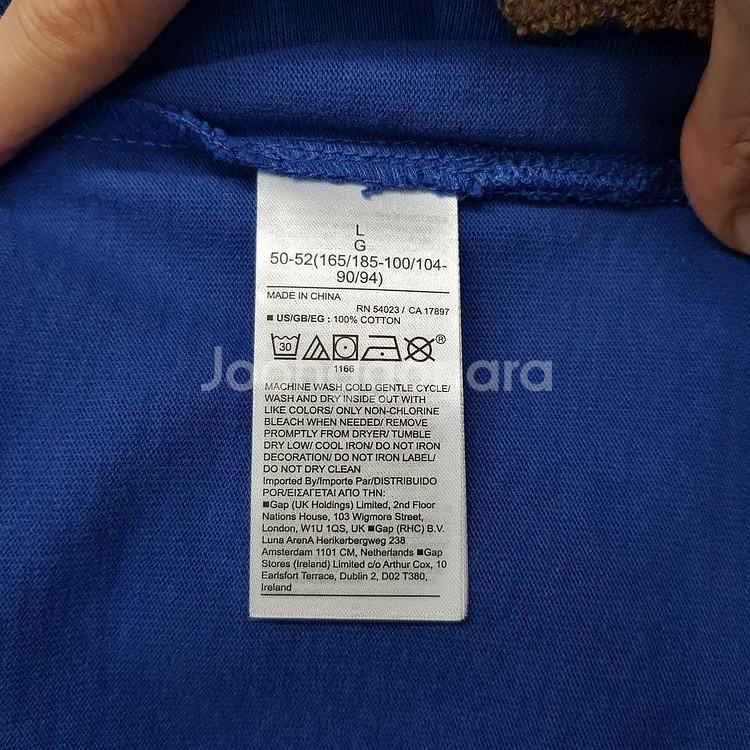 L
G
50-52(165/185-100/104-
90/94)
MADE IN CHINA
RN 54023 / CA 17897
■ US/GB/EG : 100% COTTON
30
®
1166
MACHINE WASH COLD GENTLE CYCLE/
WASH AND DRY INSIDE OUT WITH
LIKE COLORS/ ONLY NON-CHLORINE
BLEACH WHEN NEEDED/ REMOVE
PROMPTLY FROM DRYER/ TUMBLE
DRY LOW/ COOL IRON/ DO NOT IRON
DECORATION/ DO NOT IRON LABEL/
DO NOT DRY CLEAN
Imported By/Importe Par/DISTRIBUIDO
POR/ΕΙΣΑΓΕΤΑΙ ΑΠΟ ΤΗΝ:
■Gap (UK Holdings) Limited, 2nd Floor
Nations House, 103 Wigmore Street,
London, W1U 1QS, UK ■Gap (RHC) B.V.
Luna ArenA Herikerbergweg 238
Amsterdam 1101 CM, Netherlands ■Gap
Stores (Ireland) Limited c/o Arthur Cox, 10
Earlsfort Terrace, Dublin 2, D02 T380,
Ireland